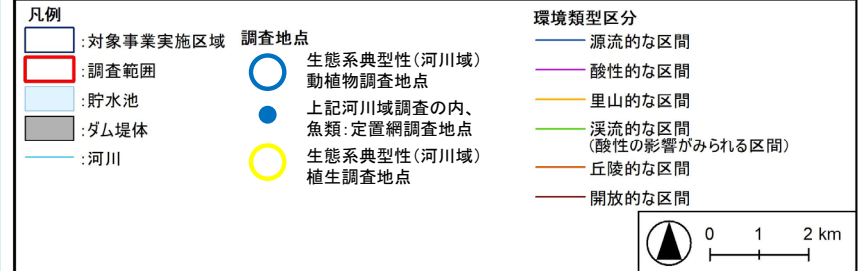 凡例
:対象事業実施区域
:調査範囲
:貯水池
:ダム堤体
:河川
調査地点
生態系典型性(河川域)
動植物調査地点
上記河川域調査の内、
魚類:定置網調査地点
生態系典型性(河川域)
植生調査地点
環境類型区分
源流的な区間
酸性的な区間
里山的な区間
渓流的な区間
(酸性の影響がみられる区間)
丘陵的な区間
開放的な区間
0 1 2 km